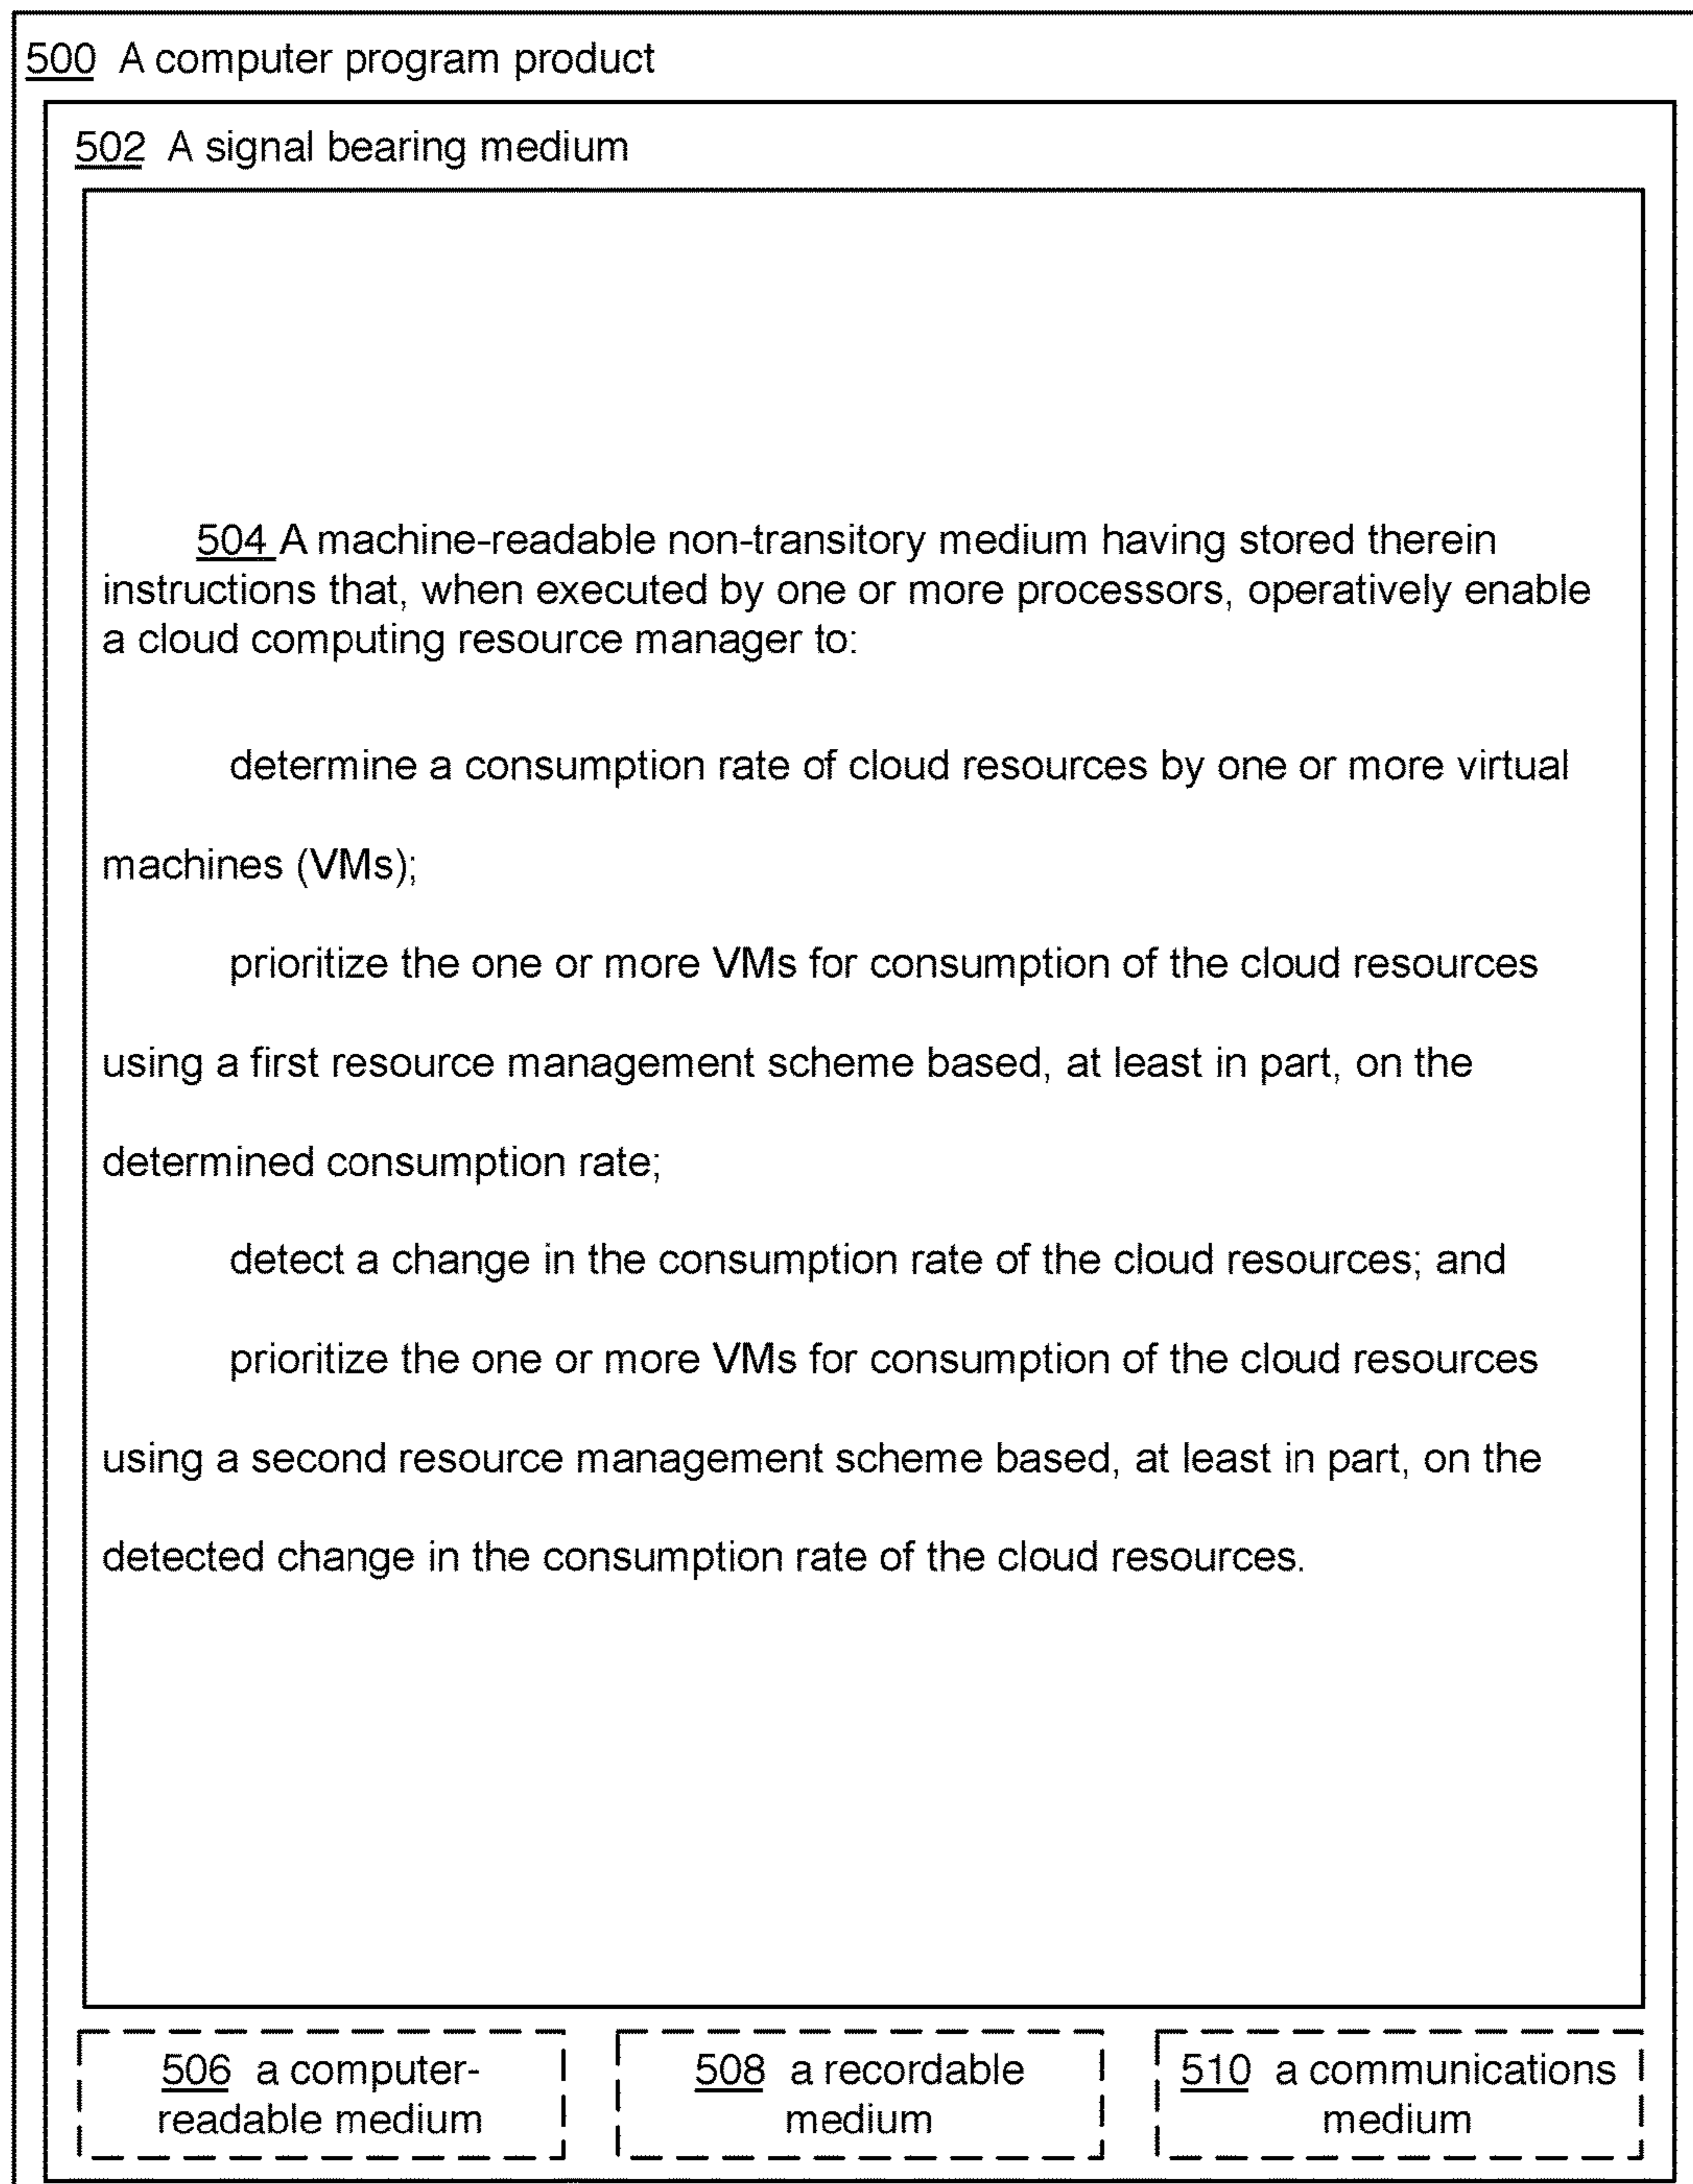 500 A computer program product
502 A signal bearing medium
504 A machine-readable non-transitory medium having stored therein
instructions that, when executed by one or more processors, operatively enable
a cloud computing resource manager to:
determine a consumption rate of cloud resources by one or more virtual
machines (VMs);
prioritize the one or more VMs for consumption of the cloud resources
using a first resource management scheme based, at least in part, on the
determined consumption rate;
detect a change in the consumption rate of the cloud resources; and
prioritize the one or more VMs for consumption of the cloud resources
using a second resource management scheme based, at least in part, on the
detected change in the consumption rate of the cloud resources.
506 a computer-
readable medium
508 a recordable
medium
510 a communications
medium